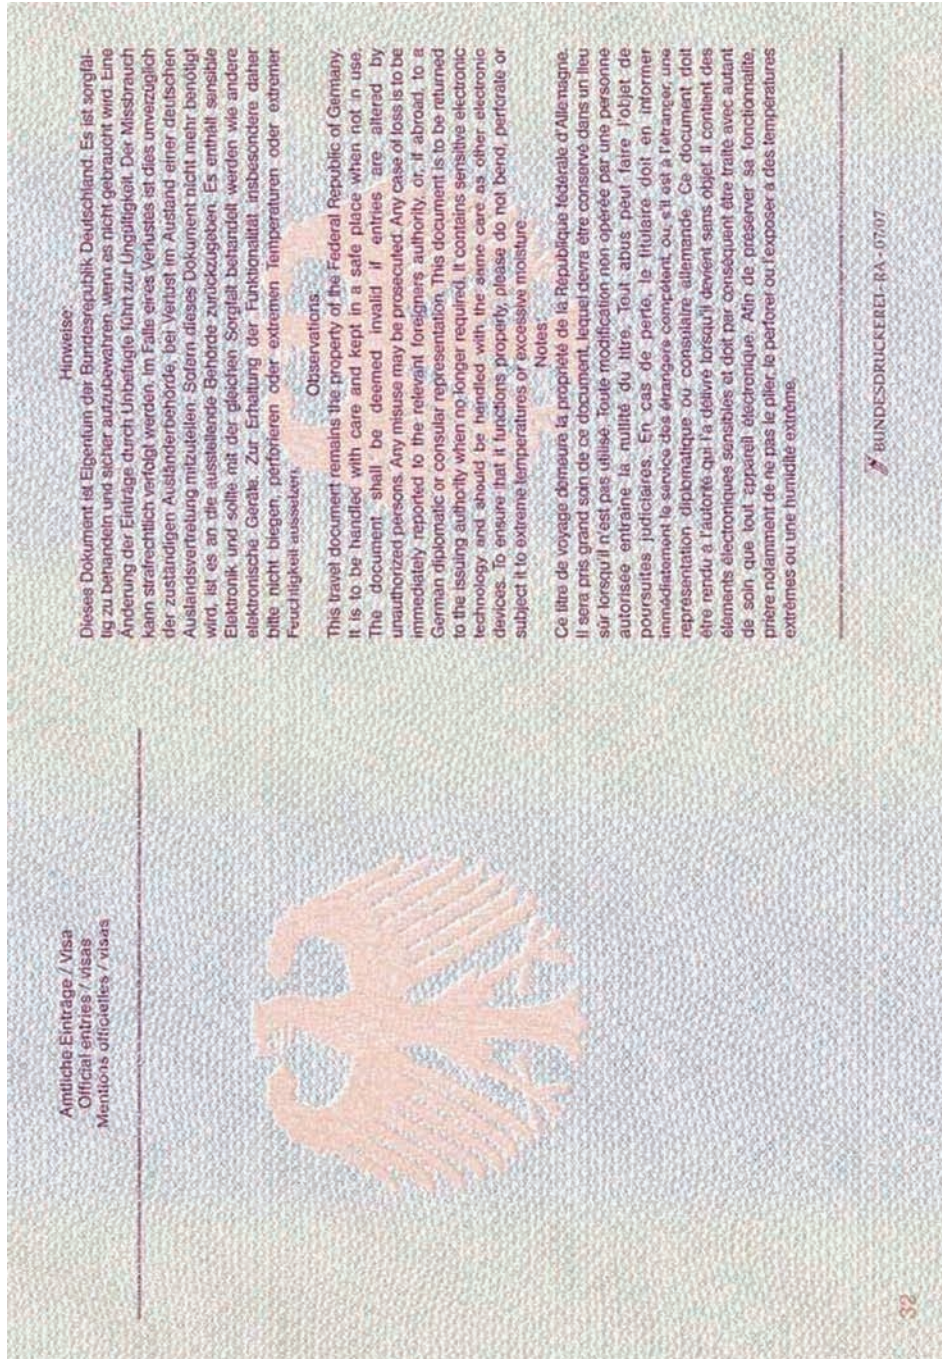 Amtliche Einträge / Visa
Official entries / visas
Mentions officielles / visas
32
Hinweise:
Dieses Dokument ist Eigentum der Bundesrepublik Deutschland. Es ist sorgfäl-
tig zu behandeln und sicher aufzubewahren, wenn es nicht gebraucht wird. Eine
Änderung der Einträge durch Unbefugte führt zur Ungültigkeit. Der Missbrauch
kann strafrechtlich verfolgt werden. Im Falle eines Verlustes ist dies unverzüglich
der zuständigen Ausländerbehörde, bei Verlust im Ausland einer deutschen
Auslandsvertretung mitzuteilen. Sofern dieses Dokument nicht mehr benötigt
wird, ist es an die ausstellende Behörde zurückzugeben. Es enthält sensible
Elektronik und sollte mit der gleichen Sorgfalt behandelt werden wie andere
elektronische Geräte. Zur Erhaltung der Funtionalität insbesondere daher
bitte nicht biegen, perforieren oder extremen Temperaturen oder extremer
Feuchtigkeit aussetzen.
Observations:
This travel document remains the property of the Federal Republic of Germany.
It is to be handled with care and kept in a safe place when not in use.
The document shall be deemed invalid if entries are altered by
unauthorized persons. Any misuse may be prosecuted. Any case of loss is to be
immediately reported to the relevant foreigners authority, or, if abroad, to a
German diplomatic or consular representation. This document is to be returned
to the issuing authority when no longer required. It contains sensitive electronic
technology and should be handled with the same care as other electronic
devices. To ensure that it functions properly, please do not bend, perforate or
subject it to extreme temperatures or excessive moisture.
Notes
Ce titre de voyage demeure la propriété de la République fédérale d'Allemagne.
Il sera pris grand soin de ce document, lequel devra être conservé dans un lieu
sûr lorsqu'il n'est pas utilisé. Toute modification non opérée par une personne
autorisée entraîne la nullité du titre. Tout abus peut faire l'objet de
poursuites judiciaires. En cas de perte, le titulaire doit en informer
immédiatement le service des étrangers compétent, ou, s'il est à l'étranger, une
représentation diplomatique ou consulaire allemande. Ce document doit
être rendu à l'autorité qui l'a délivré lorsqu'il devient sans objet. Il contient des
éléments électroniques sensibles et doit par conséquent être traité avec autant
de soin que tout appareil électronique. Afin de préserver sa fonctionnalité,
prière notamment de ne pas le plier, le perforer ou l'exposer à des températures
extrêmes ou une humidité extrême.
BUNDESDRUCKEREI - RA - 07/07